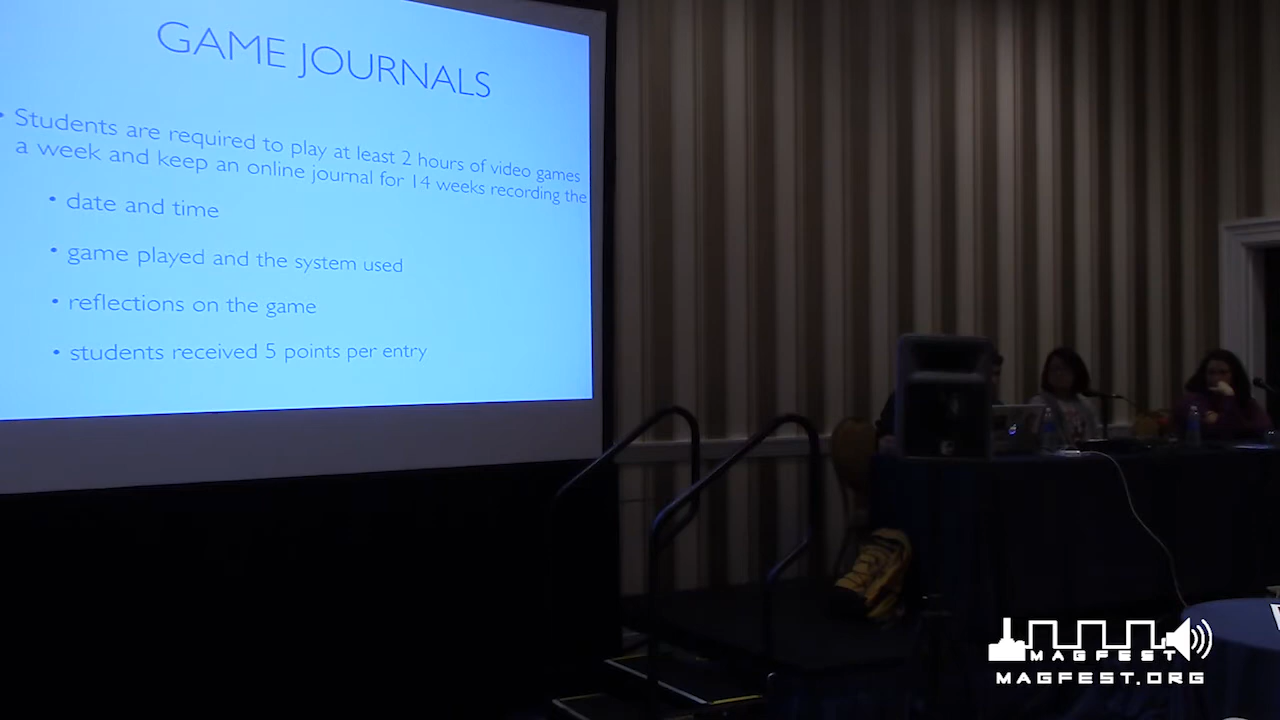 GAME JOURNALS
• Students are required to play at least 2 hours of video games
a week and keep an online journal for 14 weeks recording the
• date and time
• game played and the system used
• reflections on the game
• students received 5 points per entry
MAGFEST
MAGFEST.ORG